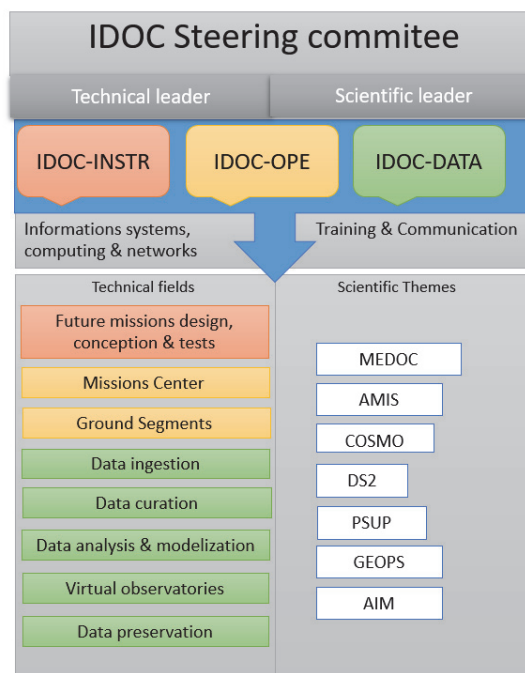 IDOC Steering commitee
Technical leader
Scientific leader
IDOC-INSTR
IDOC-OPE
IDOC-DATA
Informations systems,
computing & networks
Training & Communication
Technical fields
Future missions design,
conception & tests
Missions Center
Ground Segments
Data ingestion
Data curation
Data analysis & modelization
Virtual observatories
Data preservation
Scientific Themes
MEDOC
AMIS
COSMO
DS2
PSUP
GEOPS
AIM